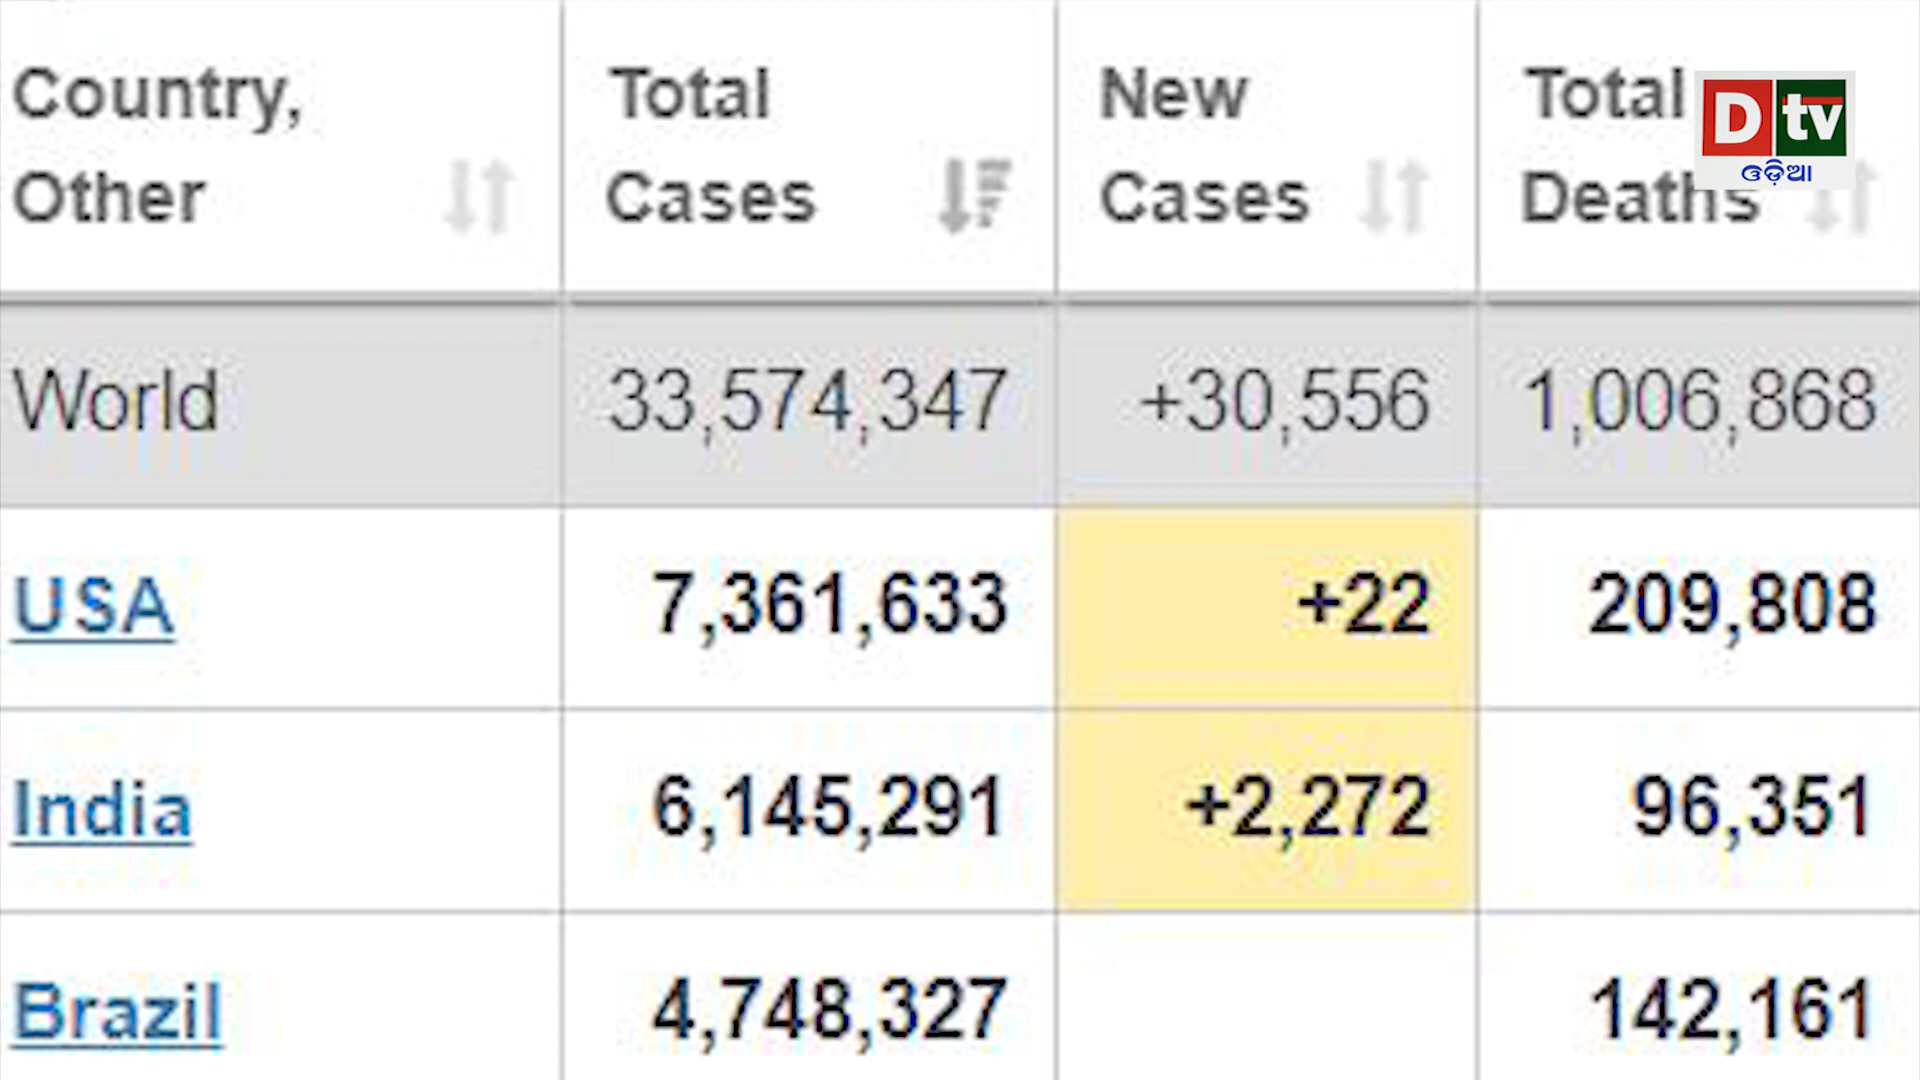 Country, Other
Total Cases
New Cases
Total Deaths
D tv
ଓଡ଼ିଆ
World 33,574,347 +30,556 1,006,868
USA 7,361,633 +22 209,808
India 6,145,291 +2,272 96,351
Brazil 4,748,327 142,161